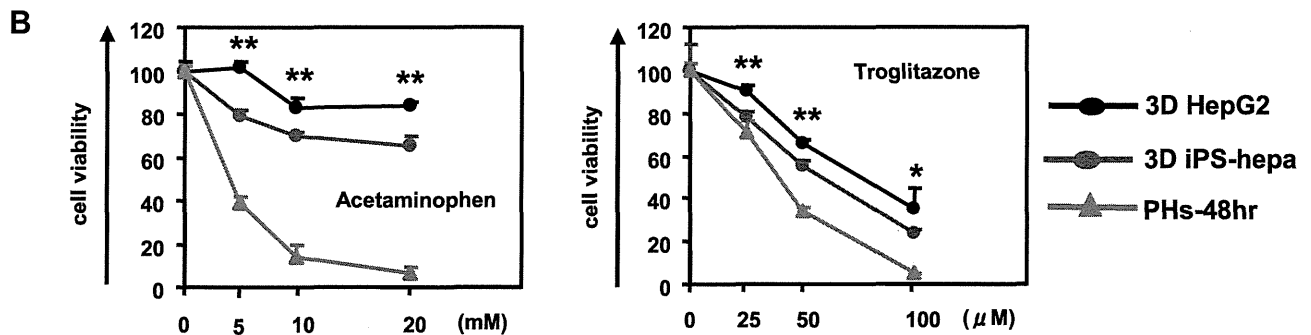 B
120
100
80
60
40
20
0
cell viability
**
**
**
Acetaminophen
0 5 10 20 (mM)
120
100
80
60
40
20
0
cell viability
**
**
*
Troglitazone
0 25 50 100 (μM)
3D HepG2
3D iPS-hepa
PHs-48hr